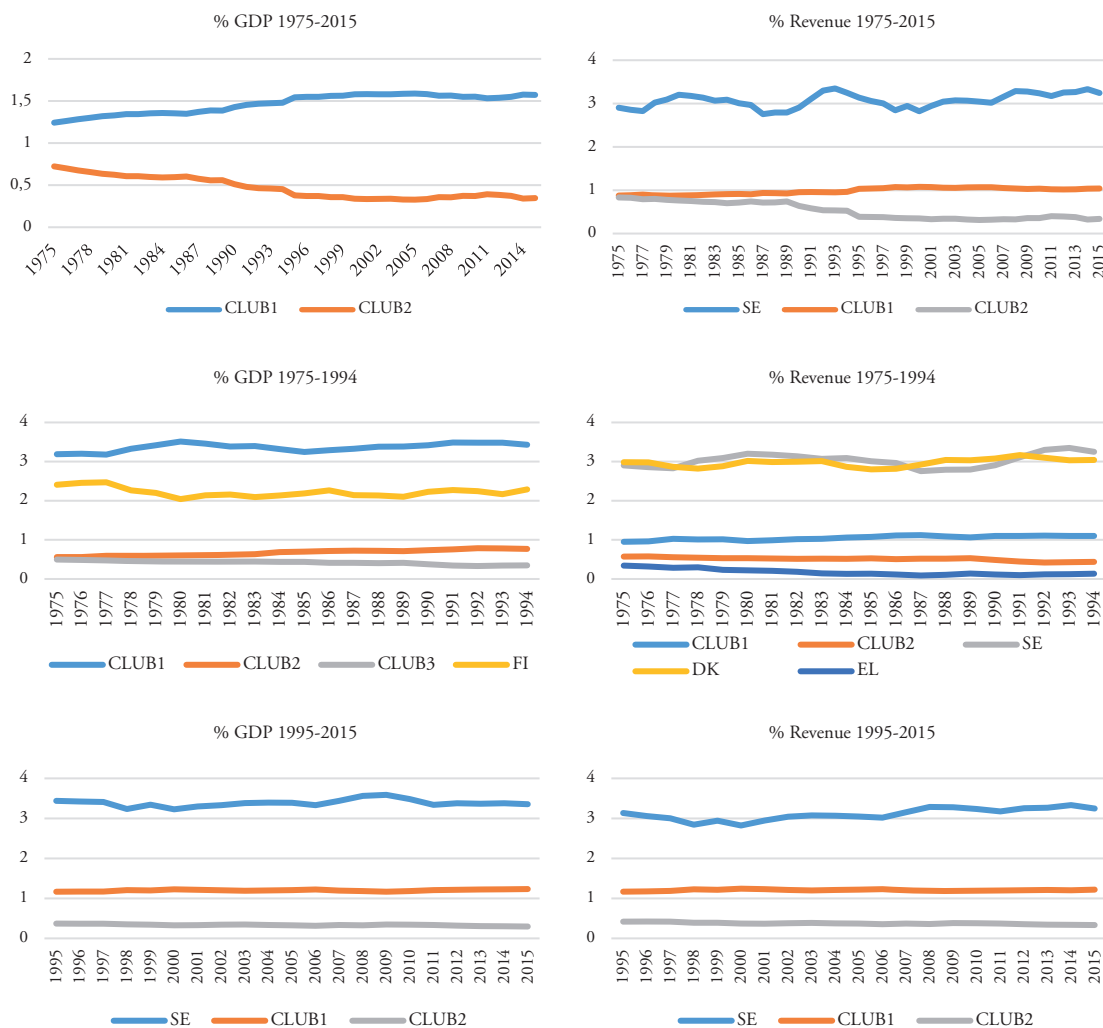 % GDP 1975-2015
2
1,5
1
0,5
0
1975 1978 1981 1984 1987 1990 1993 1996 1999 2002 2005 2008 2011 2014
CLUB1 CLUB2
% Revenue 1975-2015
4
3
2
1
0
1975 1977 1979 1981 1983 1985 1987 1989 1991 1993 1995 1997 1999 2001 2003 2005 2007 2009 2011 2013 2015
SE CLUB1 CLUB2
% GDP 1975-1994
4
3
2
1
0
1975 1976 1977 1978 1979 1980 1981 1982 1983 1984 1985 1986 1987 1988 1989 1990 1991 1992 1993 1994
CLUB1 CLUB2 CLUB3 FI
% Revenue 1975-1994
4
3
2
1
0
1975 1976 1977 1978 1979 1980 1981 1982 1983 1984 1985 1986 1987 1988 1989 1990 1991 1992 1993 1994
CLUB1 CLUB2 SE
DK EL
% GDP 1995-2015
4
3
2
1
0
1995 1996 1997 1998 1999 2000 2001 2002 2003 2004 2005 2006 2007 2008 2009 2010 2011 2012 2013 2014 2015
SE CLUB1 CLUB2
% Revenue 1995-2015
4
3
2
1
0
1995 1996 1997 1998 1999 2000 2001 2002 2003 2004 2005 2006 2007 2008 2009 2010 2011 2012 2013 2014 2015
SE CLUB1 CLUB2